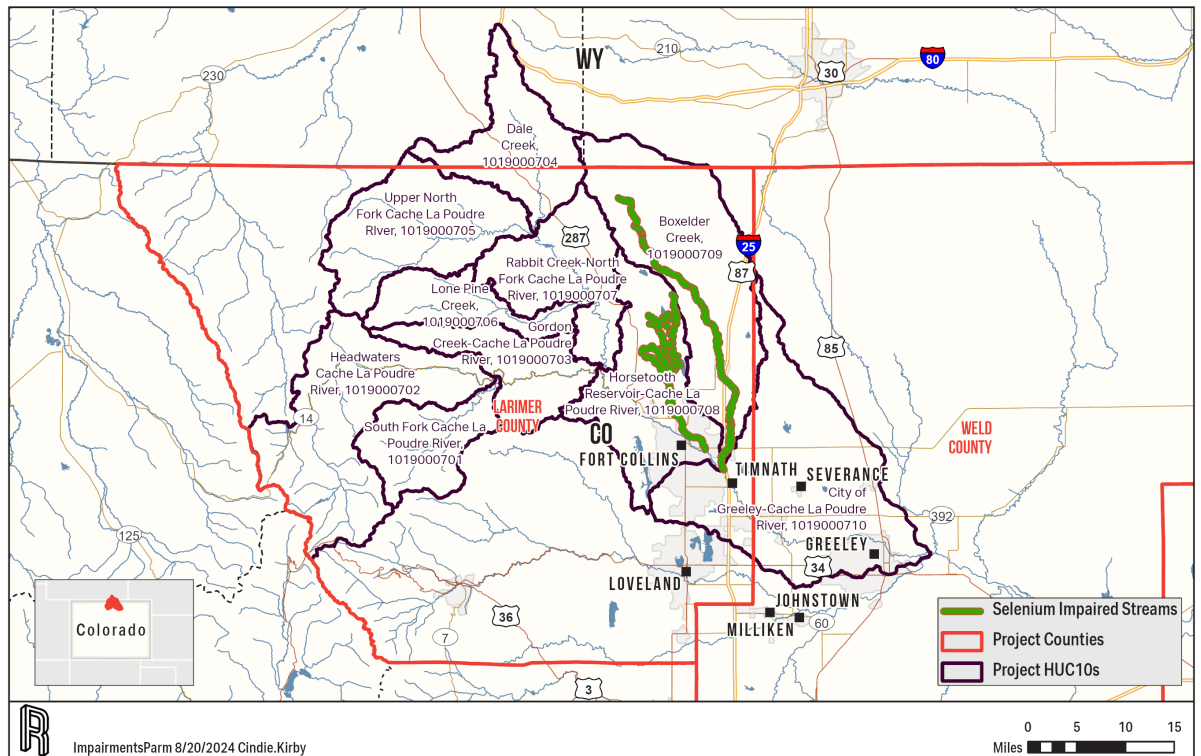 WY
210
230
30
80
Dale
Creek,
1019000704
Upper North
Fork Cache La Poudre
RIver, 1019000705
287
Boxelder
Creek,
1019000709
25
87
Rabbit Creek-North
Fork Cache La Poudre
River, 1019000707
Lone Pine
Creek,
1019000706
Gordon
Creek-Cache La Poudre
River, 1019000703
85
Headwaters
Cache La Poudre
River, 1019000702
Horsetooth
Reservoir-Cache La
Poudre River, 1019000708
14
LARIMER
COUNTY
South Fork Cache La
Poudre River,
1019000701
CO
FORT COLLINS
WELD
COUNTY
TIMNATH
SEVERANCE
City of
Greeley-Cache La Poudre
River, 1019000710
392
125
GREELEY
34
LOVELAND
JOHNSTOWN
MILLIKEN
60
36
7
3
Colorado
Selenium Impaired Streams
Project Counties
Project HUC10s
R
ImpairmentsParm 8/20/2024 Cindie.Kirby
0 5 10 15
Miles